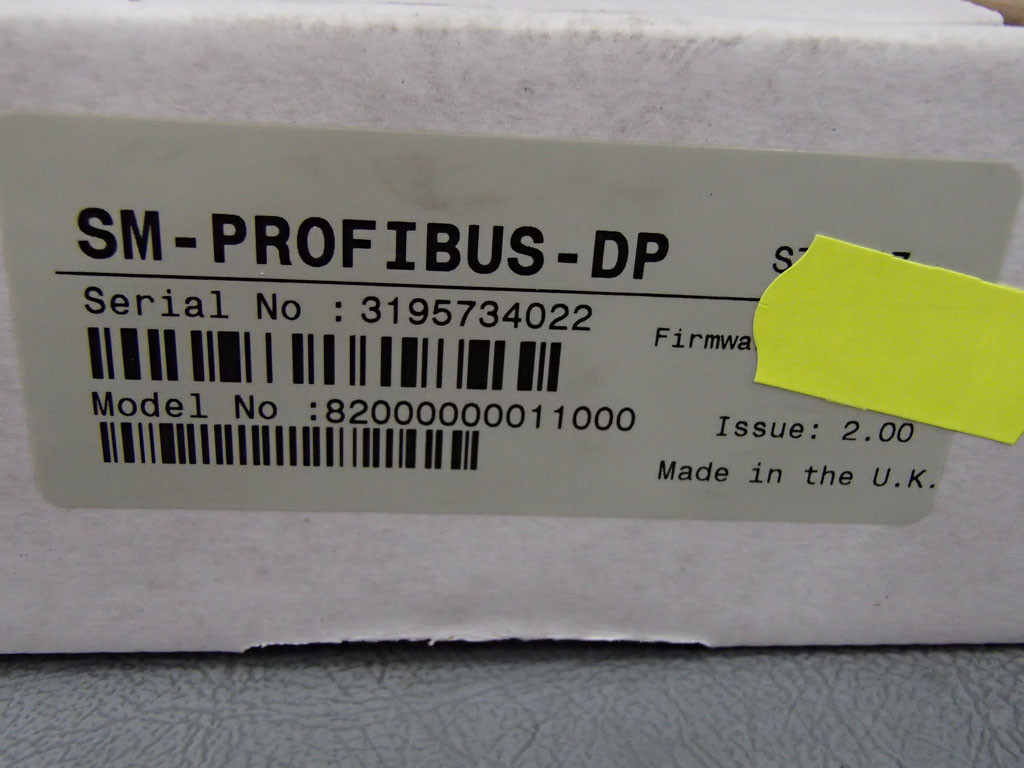 SM-PROFIBUS-DP
Serial No :3195734022
Model No :82000000011000
Issue: 2.00
Made in the U.K.